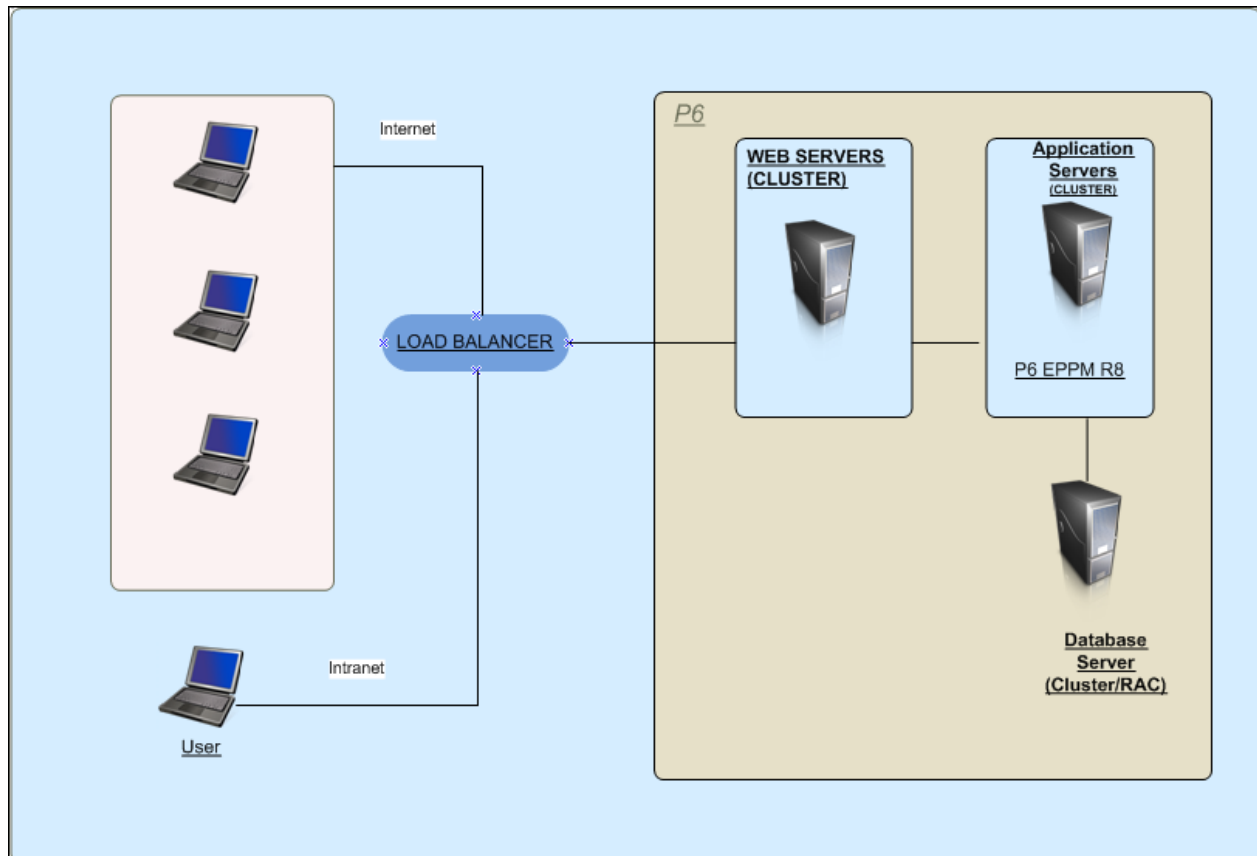 Internet
LOAD BALANCER
Intranet
User
P6
WEB SERVERS
(CLUSTER)
Application
Servers
(CLUSTER)
P6 EPPM R8
Database
Server
(Cluster/RAC)